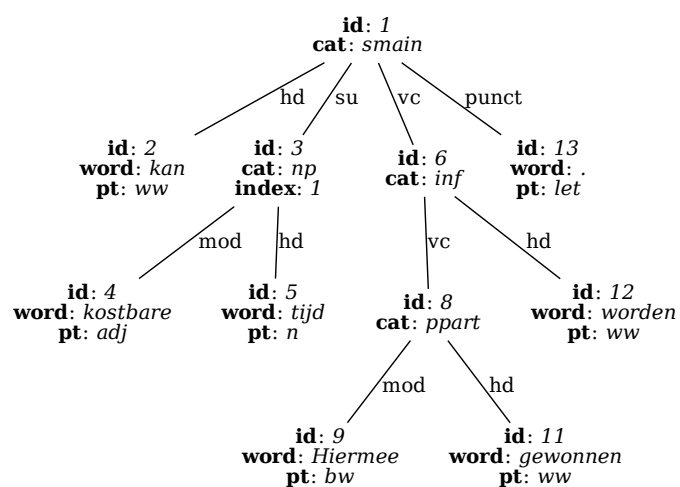 id: 1
cat: smain
hd
su
vc
punct
id: 2
word: kan
pt: ww
id: 3
cat: np
index: 1
id: 6
cat: inf
id: 13
word: .
pt: let
mod
hd
vc
hd
id: 4
word: kostbare
pt: adj
id: 5
word: tijd
pt: n
id: 8
cat: ppart
id: 12
word: worden
pt: ww
mod
hd
id: 9
word: Hiermee
pt: bw
id: 11
word: gewonnen
pt: ww